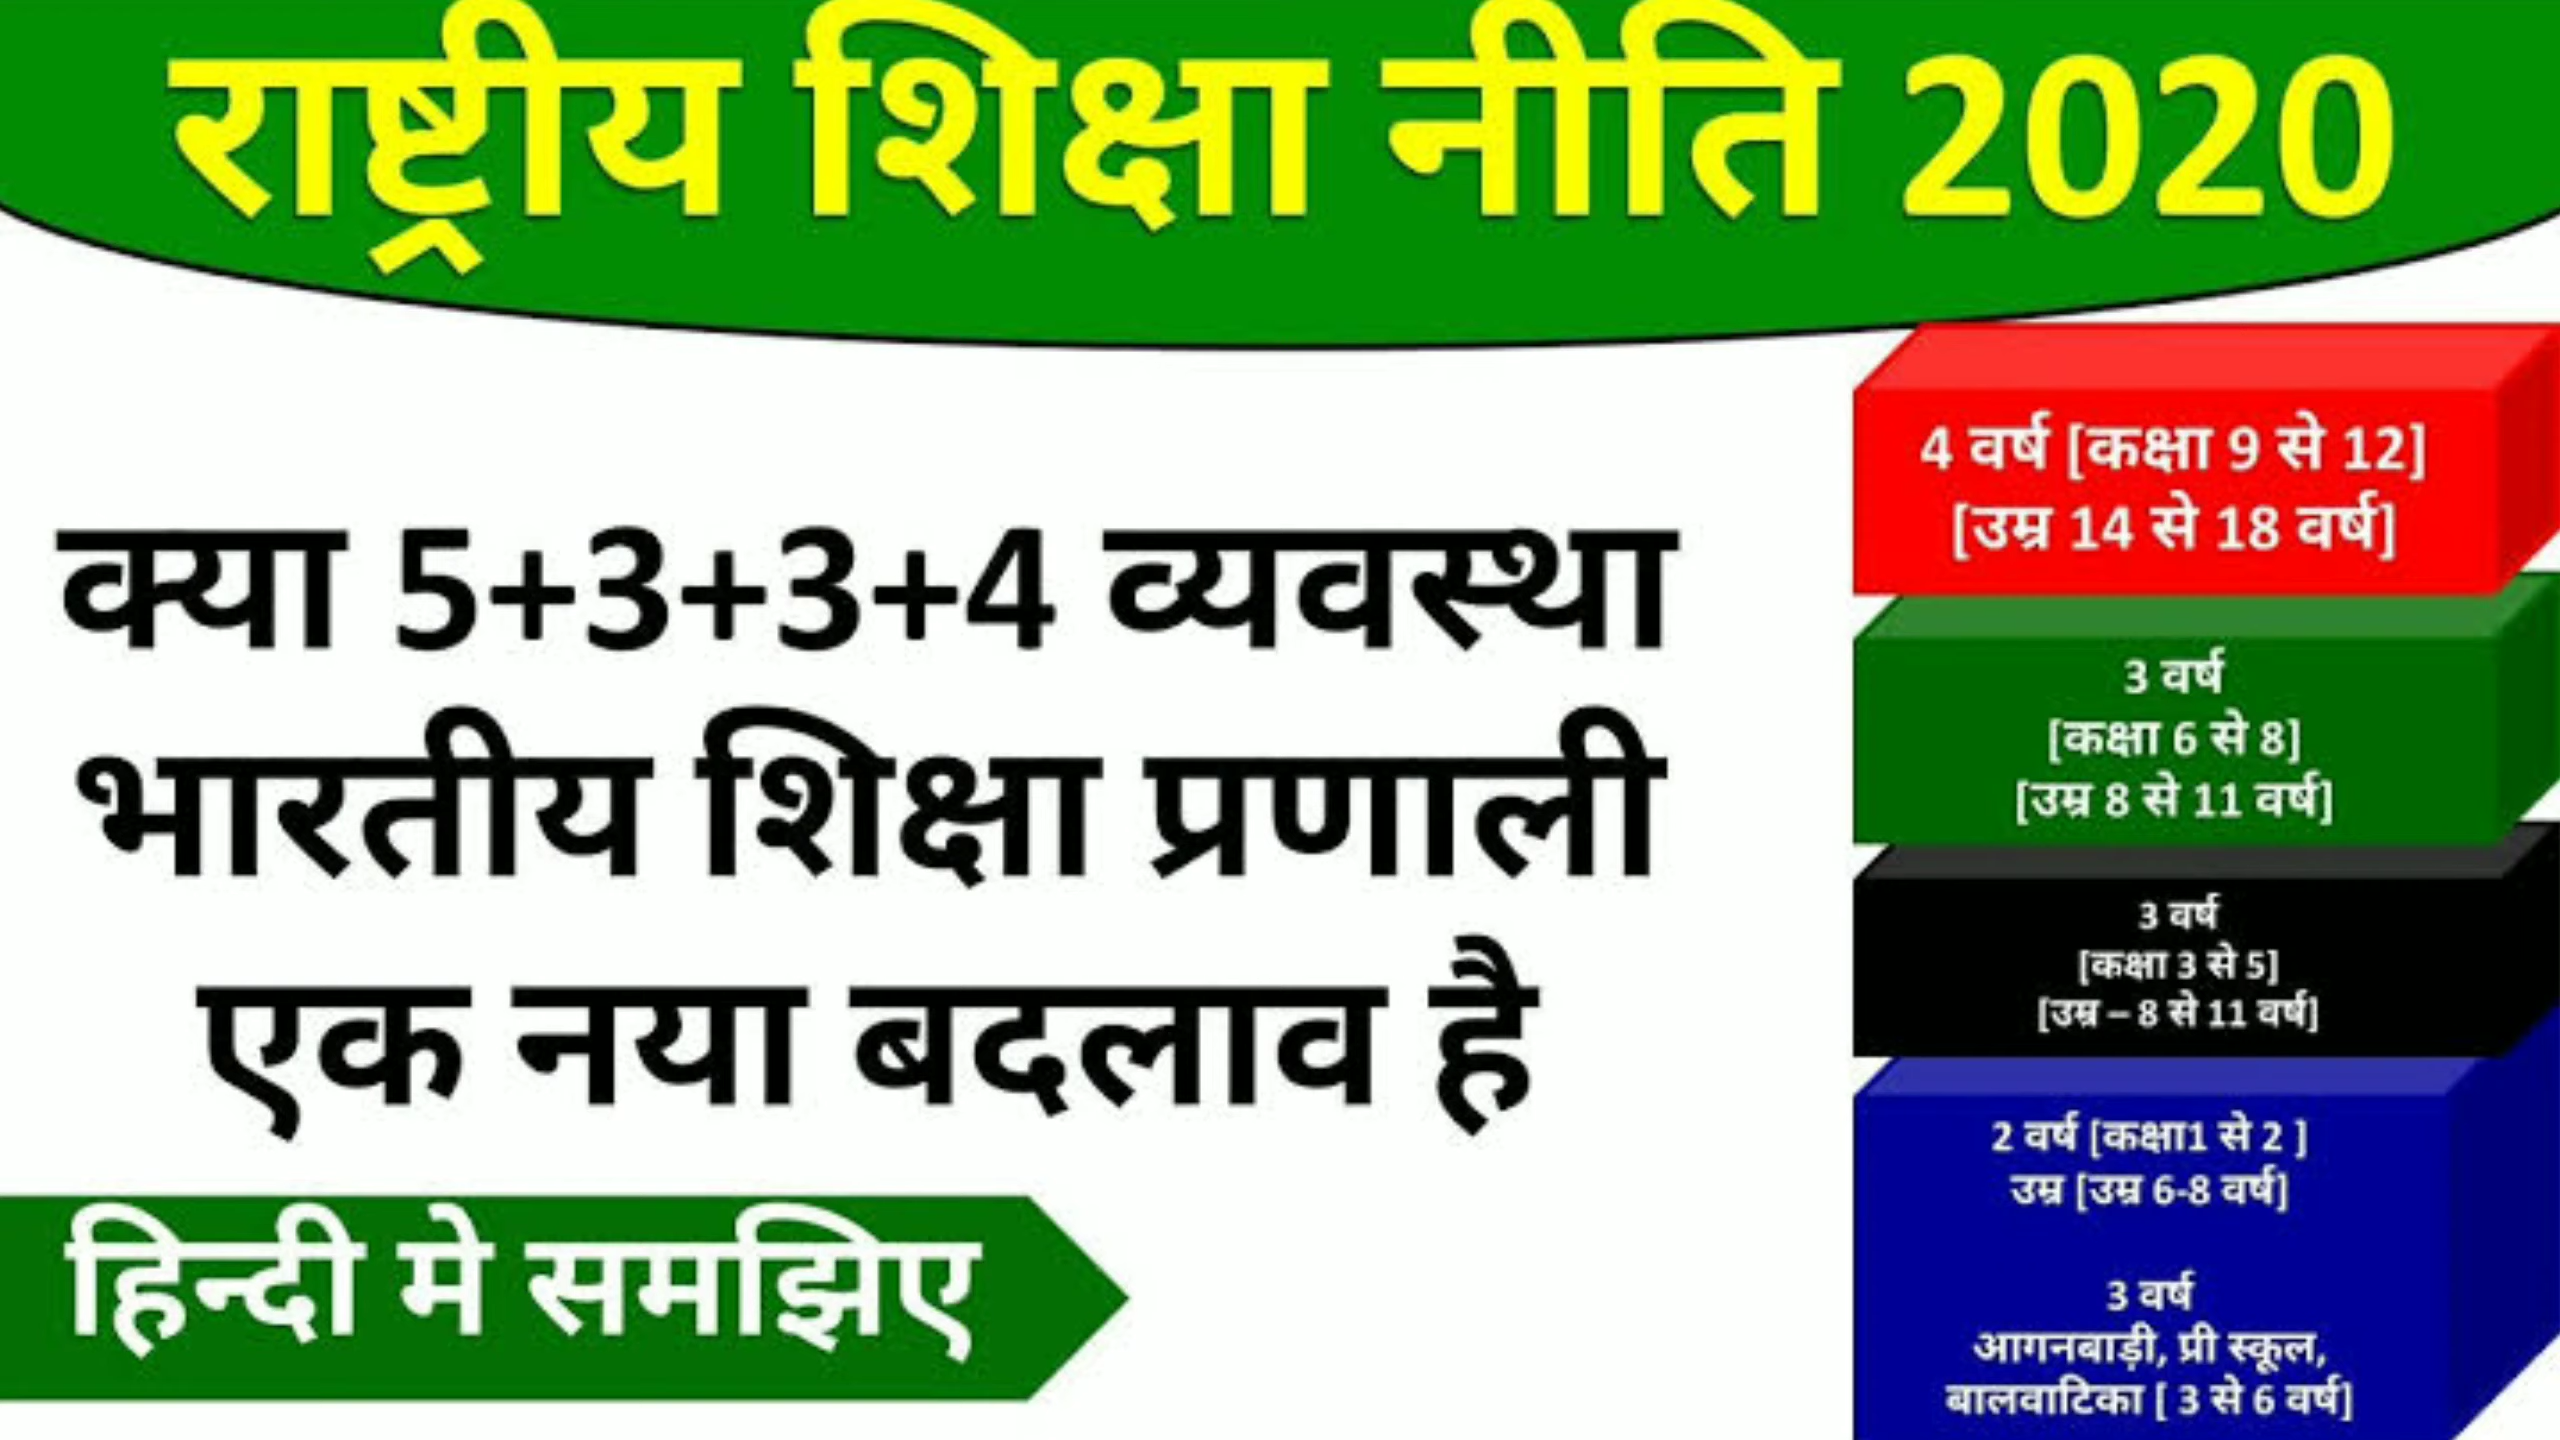 राष्ट्रीय शिक्षा नीति 2020
क्या 5+3+3+4 व्यवस्था
भारतीय शिक्षा प्रणाली
एक नया बदलाव है
हिन्दी मे समझिए
4 वर्ष [कक्षा 9 से 12]
[उम्र 14 से 18 वर्ष]
3 वर्ष
[कक्षा 6 से 8]
[उम्र 8 से 11 वर्ष]
3 वर्ष
[कक्षा 3 से 5]
[उम्र – 8 से 11 वर्ष]
2 वर्ष [कक्षा1 से 2 ]
उम्र [उम्र 6-8 वर्ष]
3 वर्ष
आगनबाड़ी, प्री स्कूल,
बालवाटिका [ 3 से 6 वर्ष]